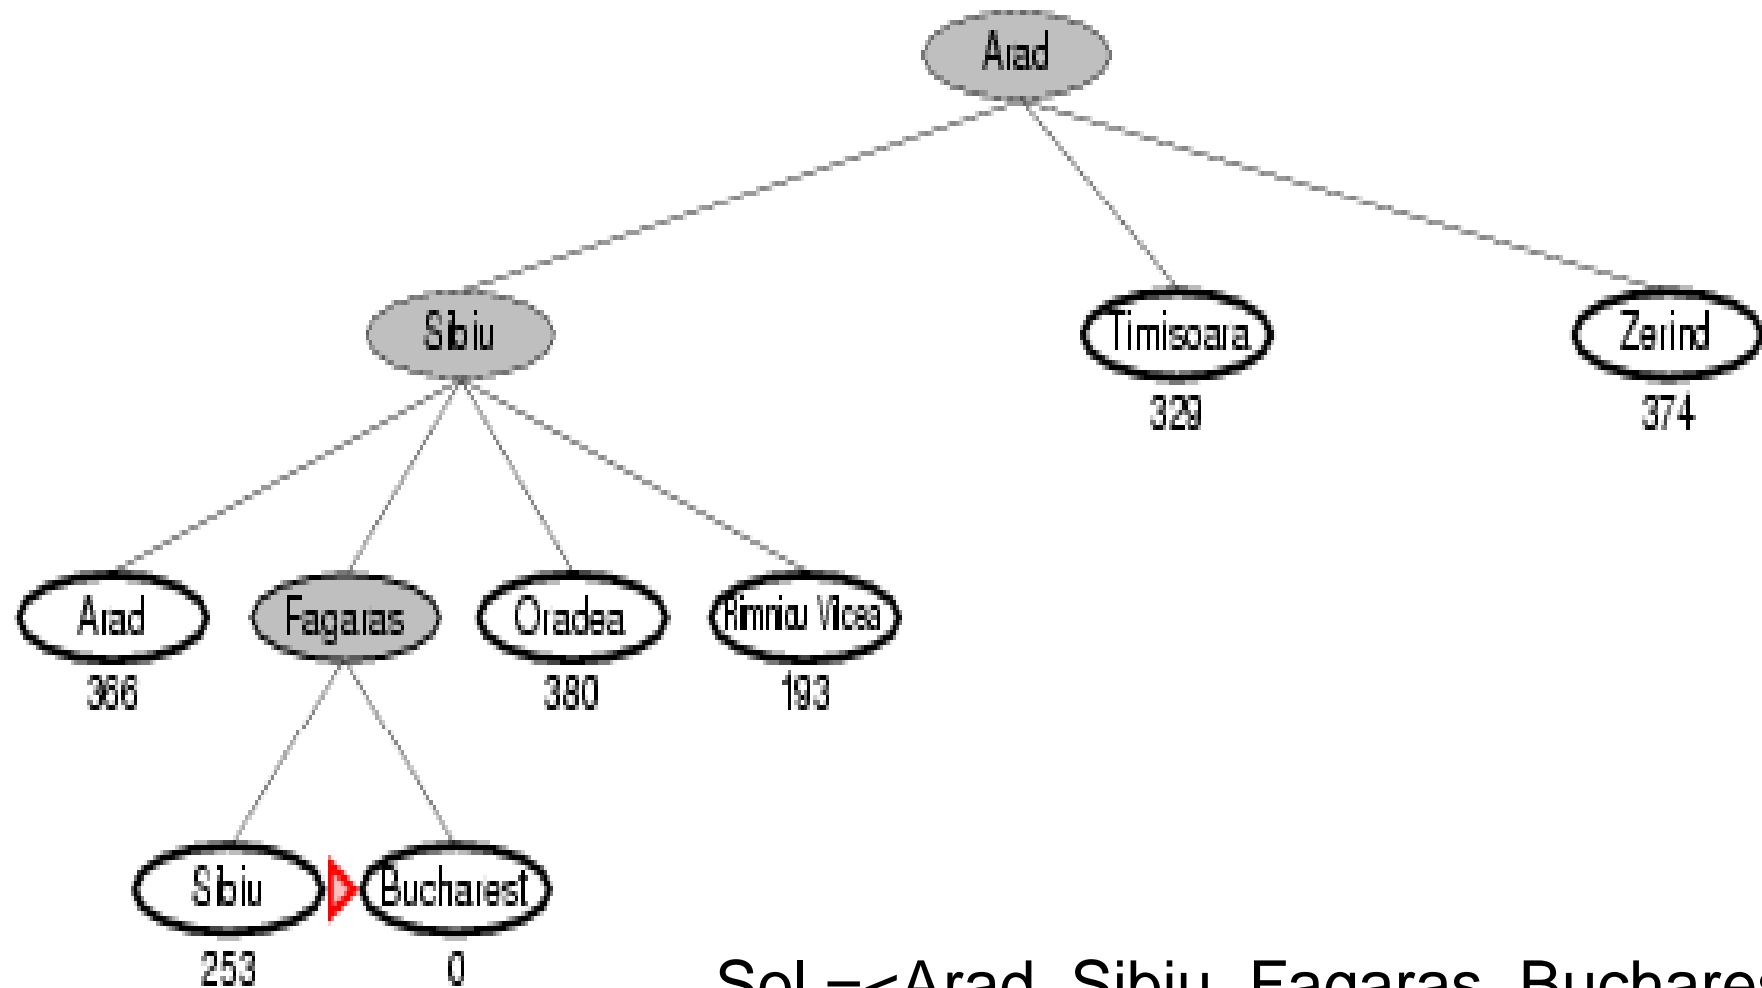 Arad
Sibiu Timisoara Zerind
329 374
Arad Fagaras Oradea Rimnicu Vilcea
366 380 193
Sibiu Bucharest
253 0
Sol =<Arad, Sibiu, Fagaras, Buchares